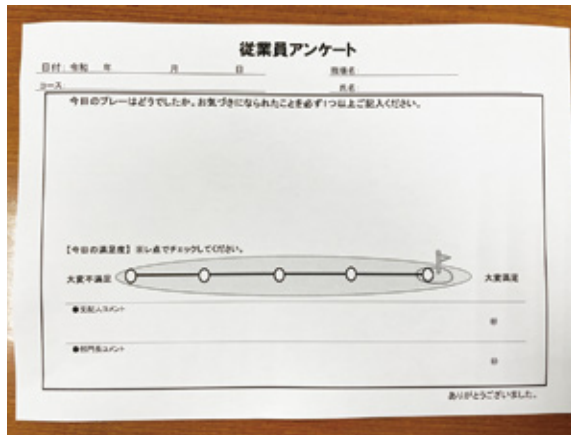 従業員アンケート
日付：令和　年　　月　　日
コース　　氏名
今日のプレーはどうでしたか。お気づきになられたことを必ず1つ以上ご記入ください。
【今日の満足度】※レ点でチェックしてください。
大変不満足　　大変満足
●支配人コメント
印
●部門長コメント
印
ありがとうございました。